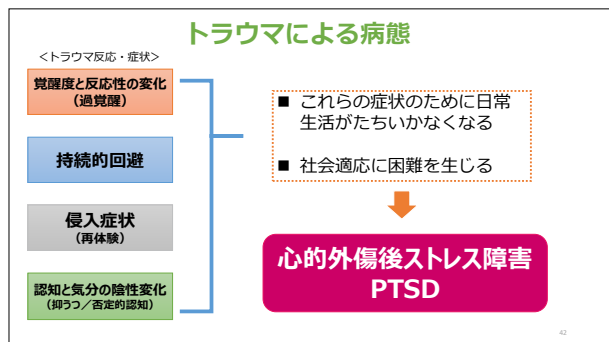 トラウマによる病態
<トラウマ反応・症状>
覚醒度と反応性の変化
（過覚醒）
持続的回避
侵入症状
（再体験）
認知と気分の陰性変化
（抑うつ／否定的認知）
■ これらの症状のために日常
生活がたちいかなくなる
■ 社会適応に困難を生じる
心的外傷後ストレス障害
PTSD
42